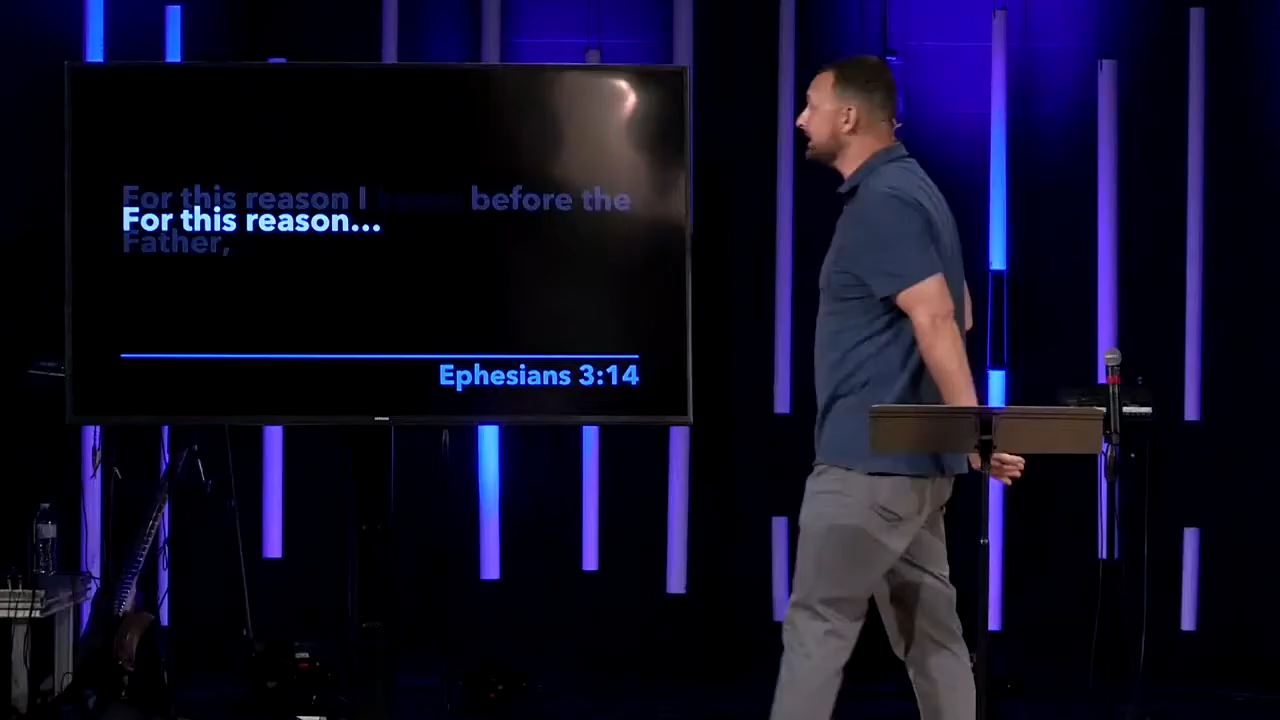 For this reason I before the
For this reason...
Father,
Ephesians 3:14